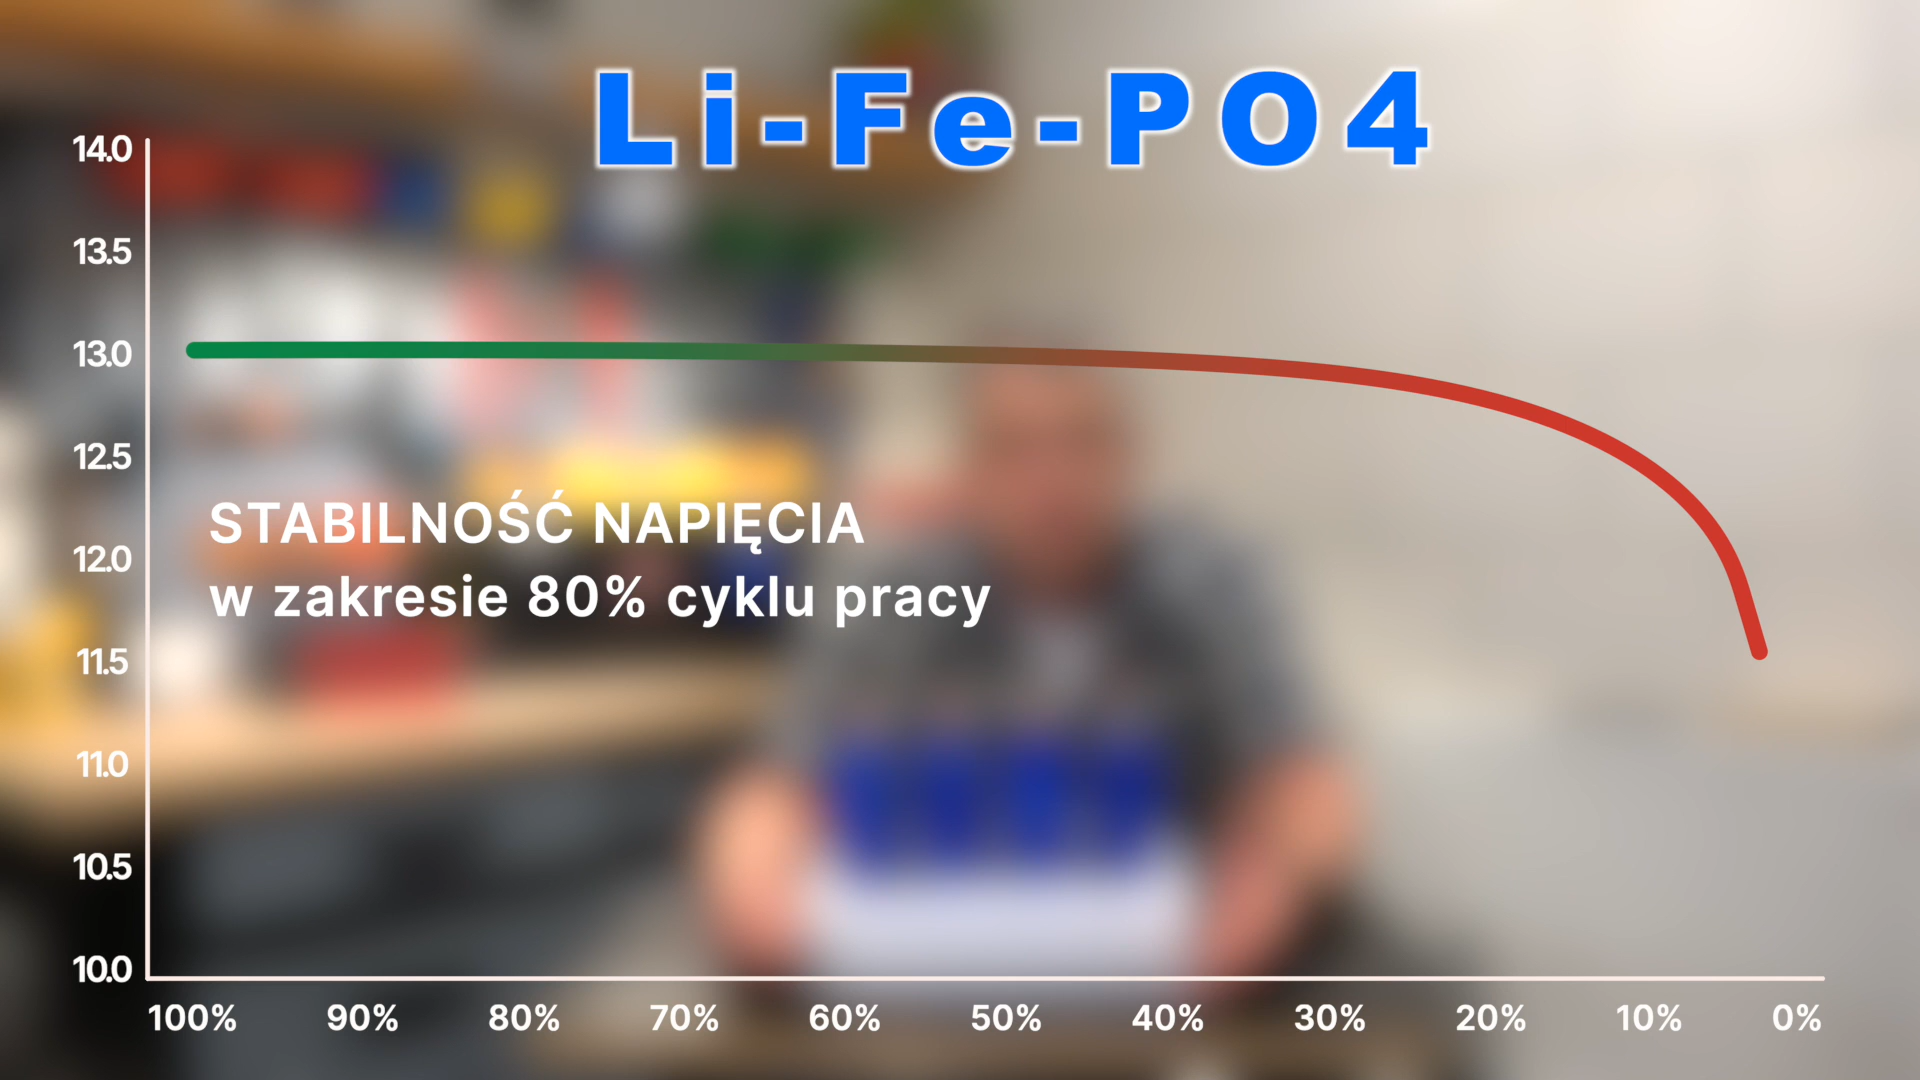 Li-Fe-PO4
14.0
13.5
13.0
12.5
STABILNOŚĆ NAPIĘCIA
12.0
w zakresie 80% cyklu pracy
11.5
11.0
10.5
10.0
100% 90% 80% 70% 60% 50% 40% 30% 20% 10% 0%